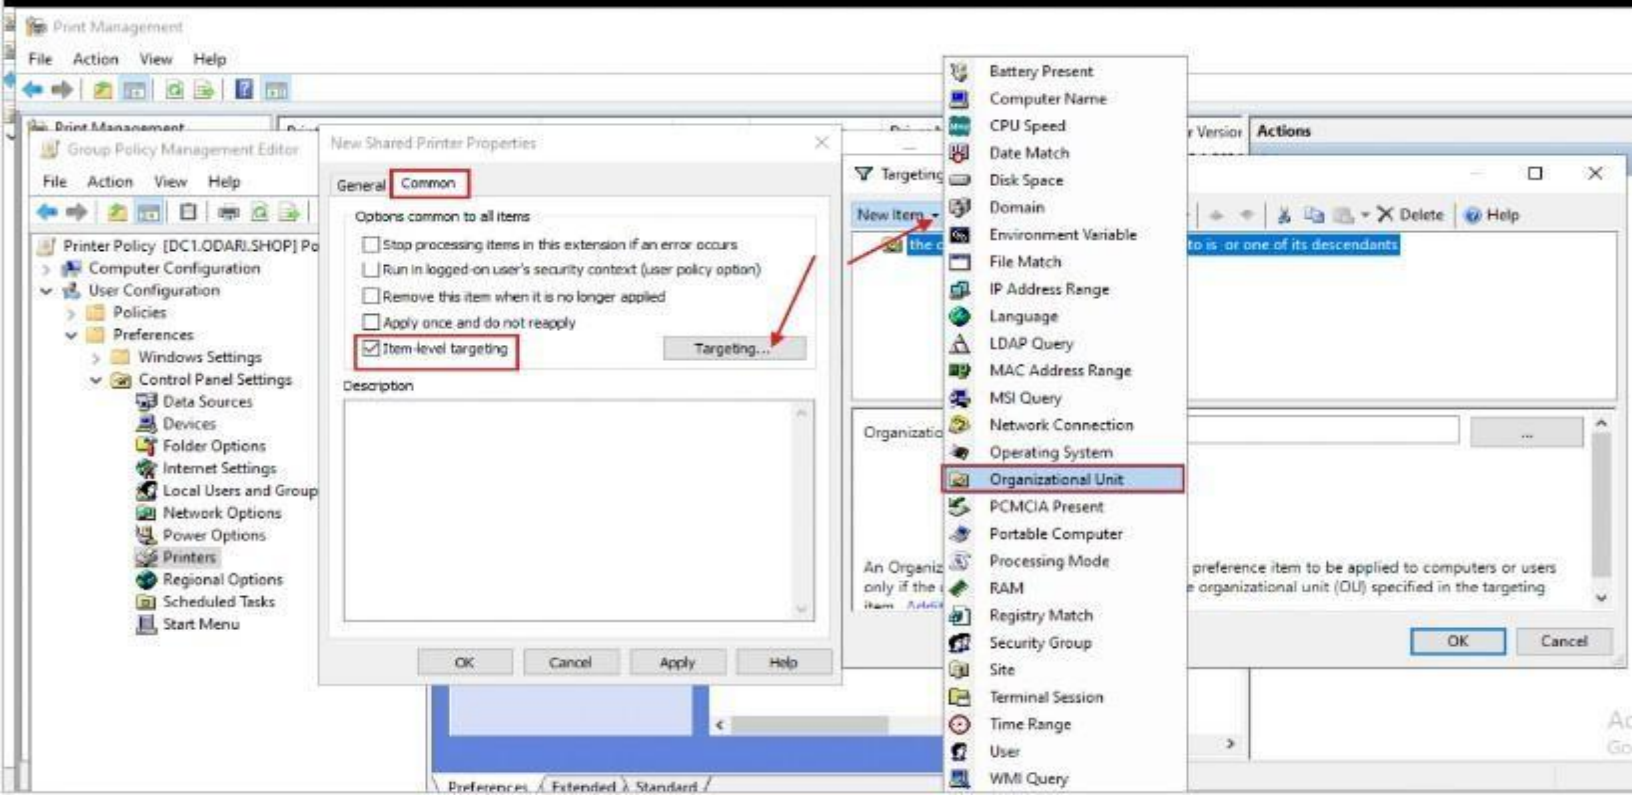 Print Management
File Action View Help
Print Management
r Version
Actions
Group Policy Management Editor
File Action View Help
Printer Policy [DC1.ODARI.SHOP] Po
Computer Configuration
User Configuration
Policies
Preferences
Windows Settings
Control Panel Settings
Data Sources
Devices
Folder Options
Internet Settings
Local Users and Group
Network Options
Power Options
Printers
Regional Options
Scheduled Tasks
Start Menu
New Shared Printer Properties
General Common
Options common to all items
Stop processing items in this extension if an error occurs
Run in logged-on user's security context (user policy option)
Remove this item when it is no longer applied
Apply once and do not reapply
Item-level targeting
Targeting...
Description
OK Cancel Apply Help
Targeting
New Item Delete Help
the to is or one of its descendants
Organizatio
...
An Organiz preference item to be applied to computers or users
only if the e organizational unit (OU) specified in the targeting
item.
OK Cancel
Battery Present
Computer Name
CPU Speed
Date Match
Disk Space
Domain
Environment Variable
File Match
IP Address Range
Language
LDAP Query
MAC Address Range
MSI Query
Network Connection
Operating System
Organizational Unit
PCMCIA Present
Portable Computer
Processing Mode
RAM
Registry Match
Security Group
Site
Terminal Session
Time Range
User
WMI Query
Preferences Extended Standard